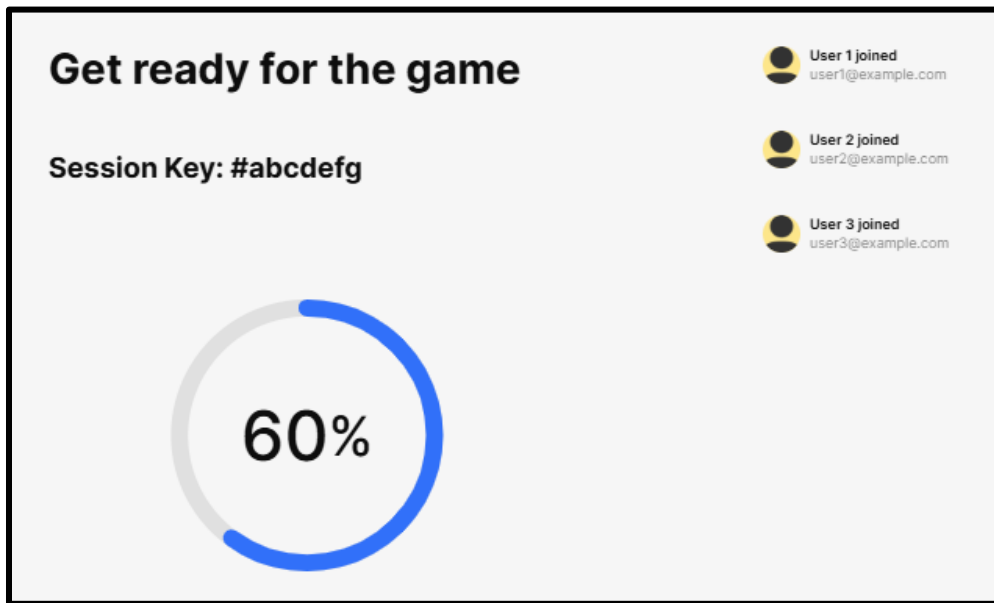 Get ready for the game
Session Key: #abcdefg
60%
User 1 joined
user1@example.com
User 2 joined
user2@example.com
User 3 joined
user3@example.com